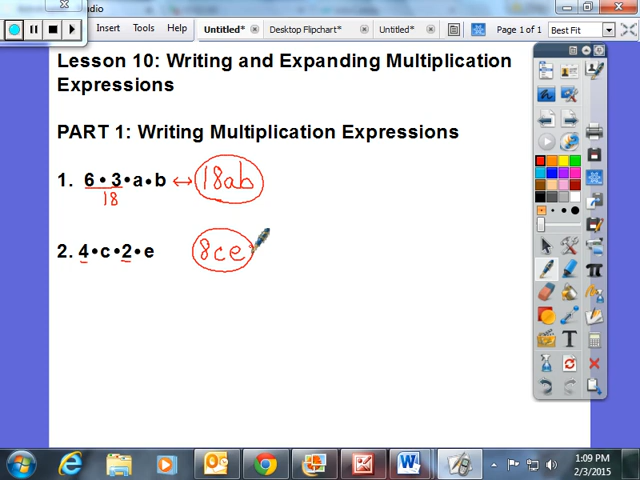 Insert Tools Help Untitled* Desktop Flipchart* Untitled* Page 1 of 1 Best Fit
Lesson 10: Writing and Expanding Multiplication
Expressions
PART 1: Writing Multiplication Expressions
1. 6 • 3 • a • b ↔ 18ab
18
2. 4 • c • 2 • e 8ce
1:09 PM
2/3/2015